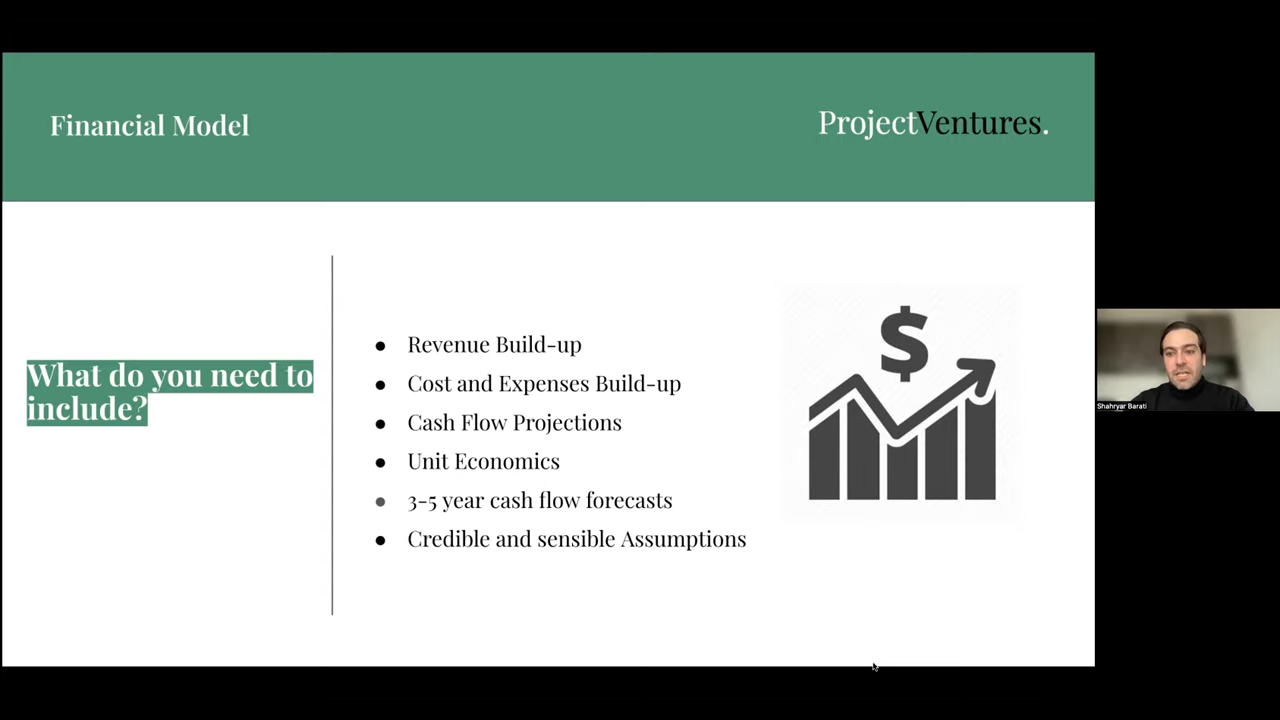 Financial Model
ProjectVentures.
What do you need to
include?
● Revenue Build-up
● Cost and Expenses Build-up
● Cash Flow Projections
● Unit Economics
● 3-5 year cash flow forecasts
● Credible and sensible Assumptions
$
Shahryar Barati